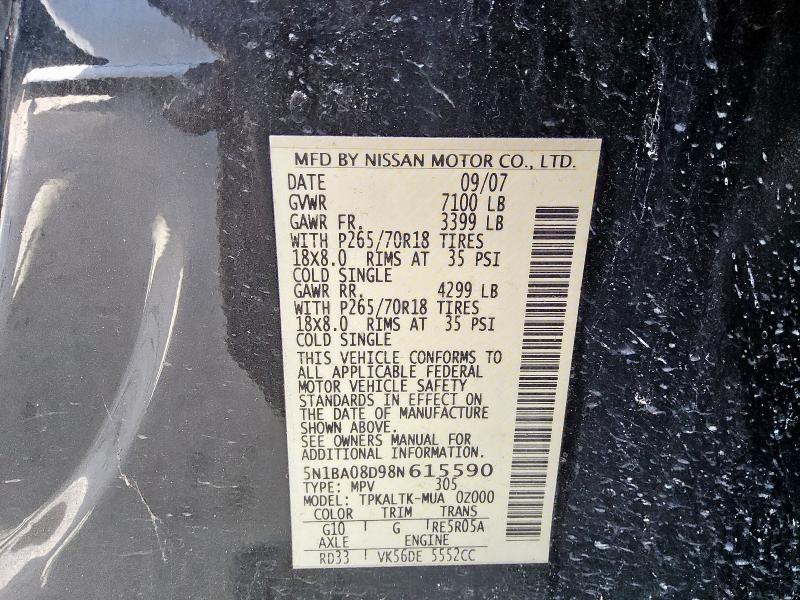 MFD BY NISSAN MOTOR CO., LTD.
DATE 09/07
GVWR 7100 LB
GAWR FR. 3399 LB
WITH P265/70R18 TIRES
18X8.0 RIMS AT 35 PSI
COLD SINGLE
GAWR RR. 4299 LB
WITH P265/70R18 TIRES
18X8.0 RIMS AT 35 PSI
COLD SINGLE
THIS VEHICLE CONFORMS TO
ALL APPLICABLE FEDERAL
MOTOR VEHICLE SAFETY
STANDARDS IN EFFECT ON
THE DATE OF MANUFACTURE
SHOWN ABOVE.
SEE OWNERS MANUAL FOR
ADDITIONAL INFORMATION.
5N1BA08D98N615590
TYPE: MPV 305
MODEL: TPKALTK-MUA 0Z000
COLOR TRIM TRANS
G10 G RE5R05A
AXLE ENGINE
RD33 VK56DE 5552CC